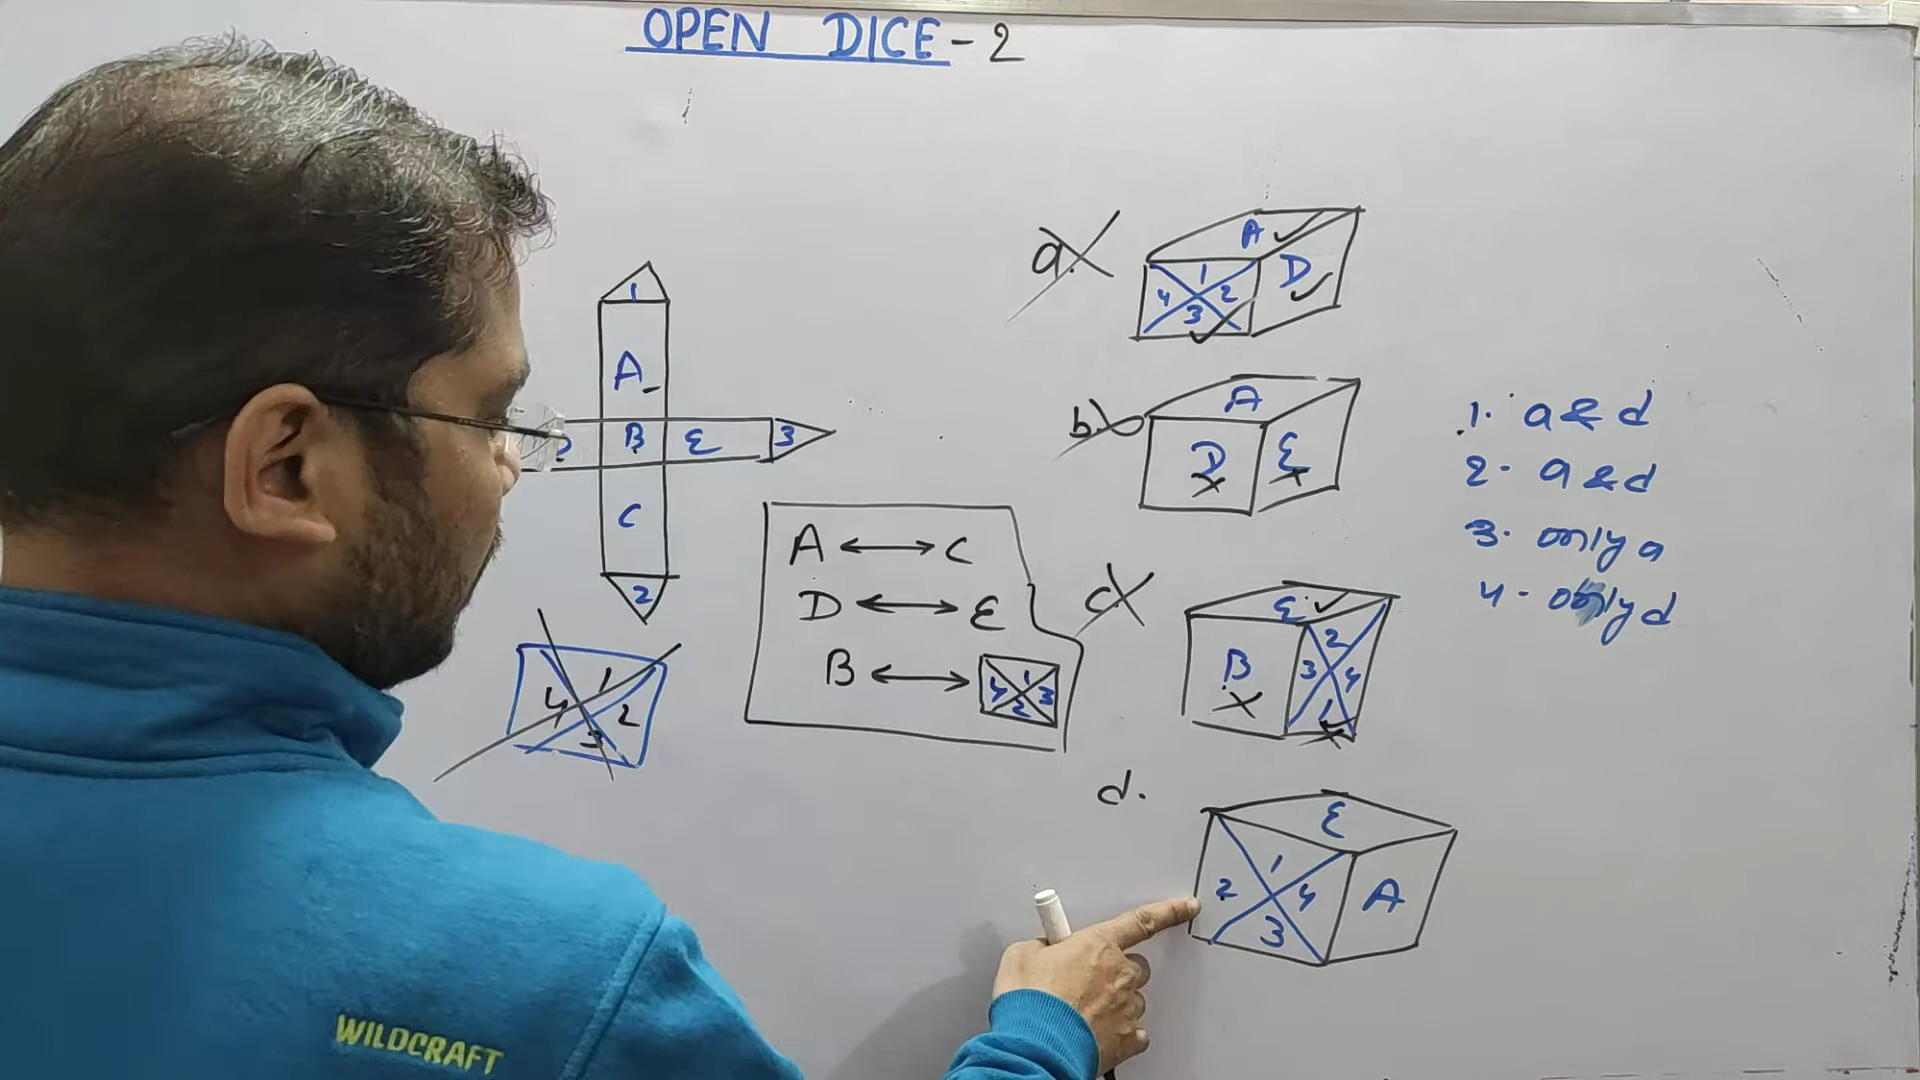 OPEN DICE - 2
1
A
B E 3
C
2
4 1 2 3
A ↔ C
D ↔ E
B ↔ 4 1 3 2
a.
A
1 4 2 3 D
b.
A
D E
c.
E
B 2 3 4 1
d.
E
1 2 4 3 A
1. a & d
2. a & d
3. only a
4. only d
WILDCRAFT